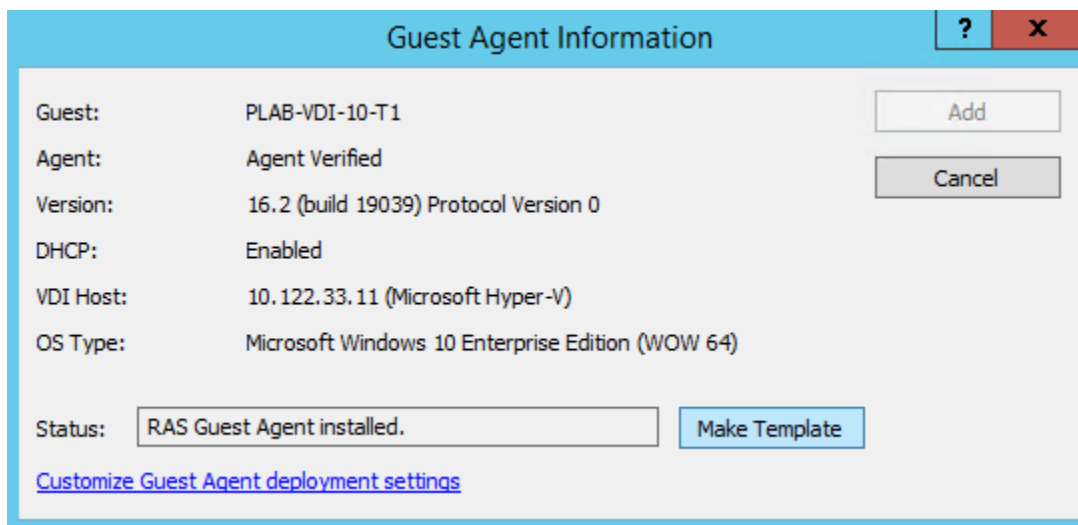 Guest Agent Information
? x
Guest: PLAB-VDI-10-T1
Add
Agent: Agent Verified
Cancel
Version: 16.2 (build 19039) Protocol Version 0
DHCP: Enabled
VDI Host: 10.122.33.11 (Microsoft Hyper-V)
OS Type: Microsoft Windows 10 Enterprise Edition (WOW 64)
Status: RAS Guest Agent installed. Make Template
Customize Guest Agent deployment settings